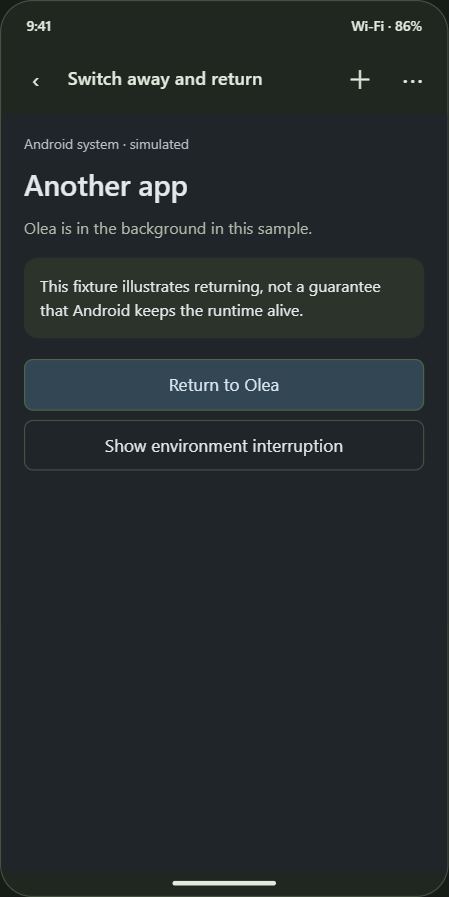 9:41
Wi-Fi · 86%
‹ Switch away and return + ...
Android system · simulated
Another app
Olea is in the background in this sample.
This fixture illustrates returning, not a guarantee
that Android keeps the runtime alive.
Return to Olea
Show environment interruption